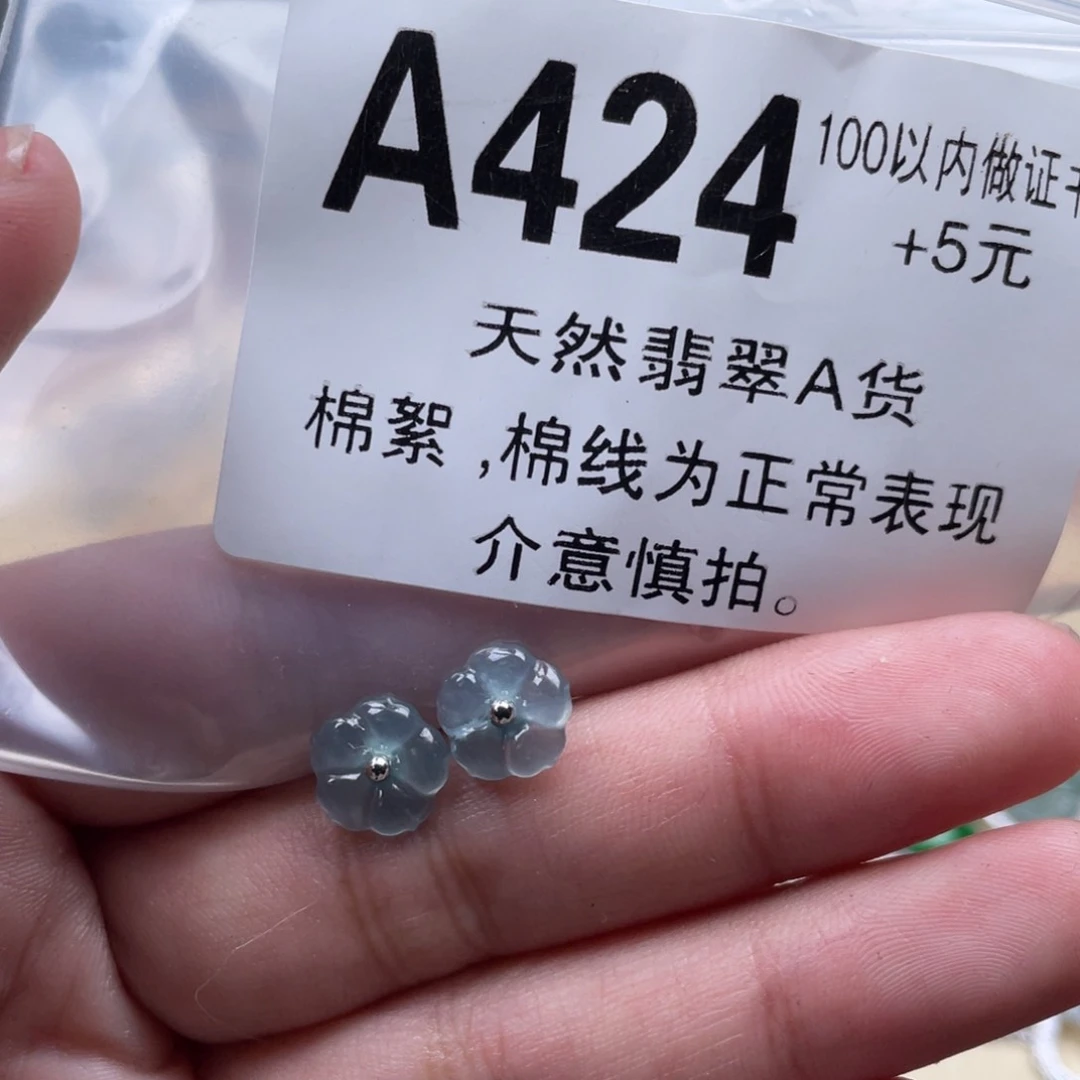 A424
100以内做证书
+5元
天然翡翠A货
棉絮,棉线为正常表现
介意慎拍。